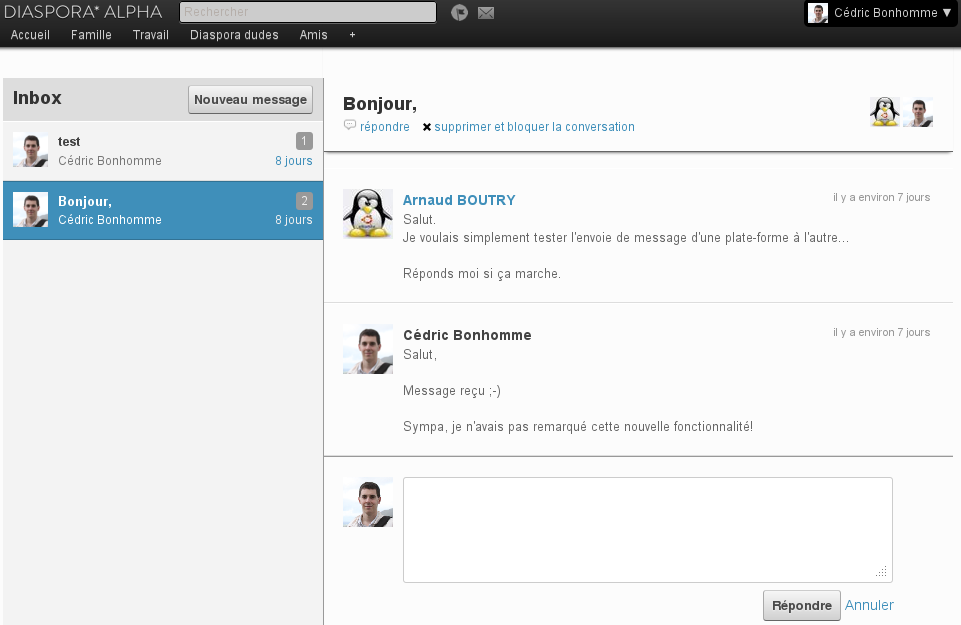 DIASPORA* ALPHA
Rechercher
Cédric Bonhomme ▼
Accueil Famille Travail Diaspora dudes Amis +
Inbox
Nouveau message
test
1
Cédric Bonhomme
8 jours
Bonjour,
2
Cédric Bonhomme
8 jours
Bonjour,
répondre
supprimer et bloquer la conversation
Arnaud BOUTRY
il y a environ 7 jours
Salut.
Je voulais simplement tester l'envoie de message d'une plate-forme à l'autre...
Réponds moi si ça marche.
Cédric Bonhomme
il y a environ 7 jours
Salut,
Message reçu ;-)
Sympa, je n'avais pas remarqué cette nouvelle fonctionnalité!
Répondre
Annuler